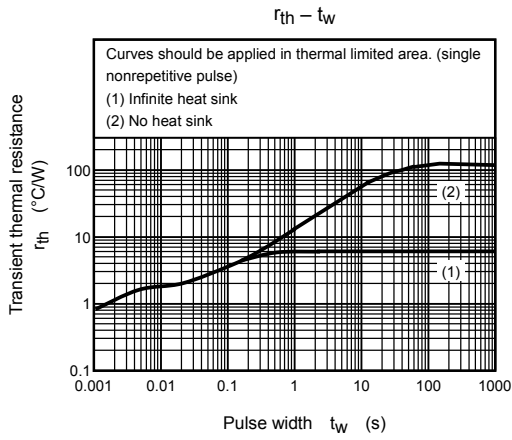 rth – tw
Curves should be applied in thermal limited area. (single
nonrepetitive pulse)
(1) Infinite heat sink
(2) No heat sink
Transient thermal resistance
rth (°C/W)
100
10
1
0.1
(2)
(1)
0.001 0.01 0.1 1 10 100 1000
Pulse width tw (s)